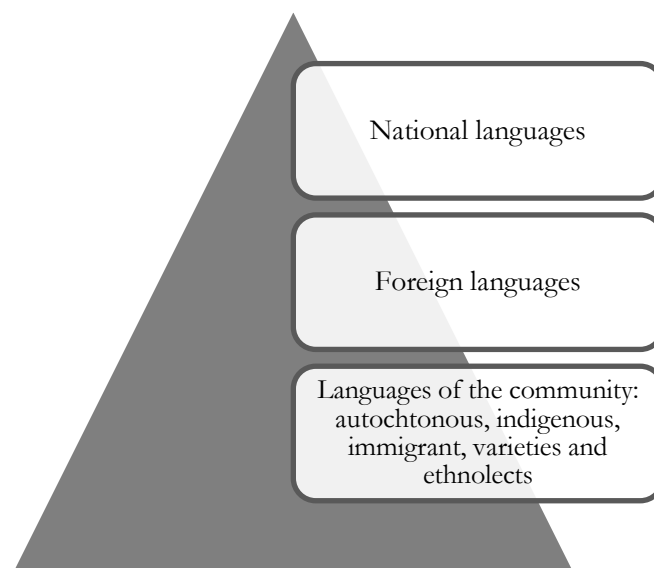 National languages
Foreign languages
Languages of the community:
autochtonous, indigenous,
immigrant, varieties and
ethnolects